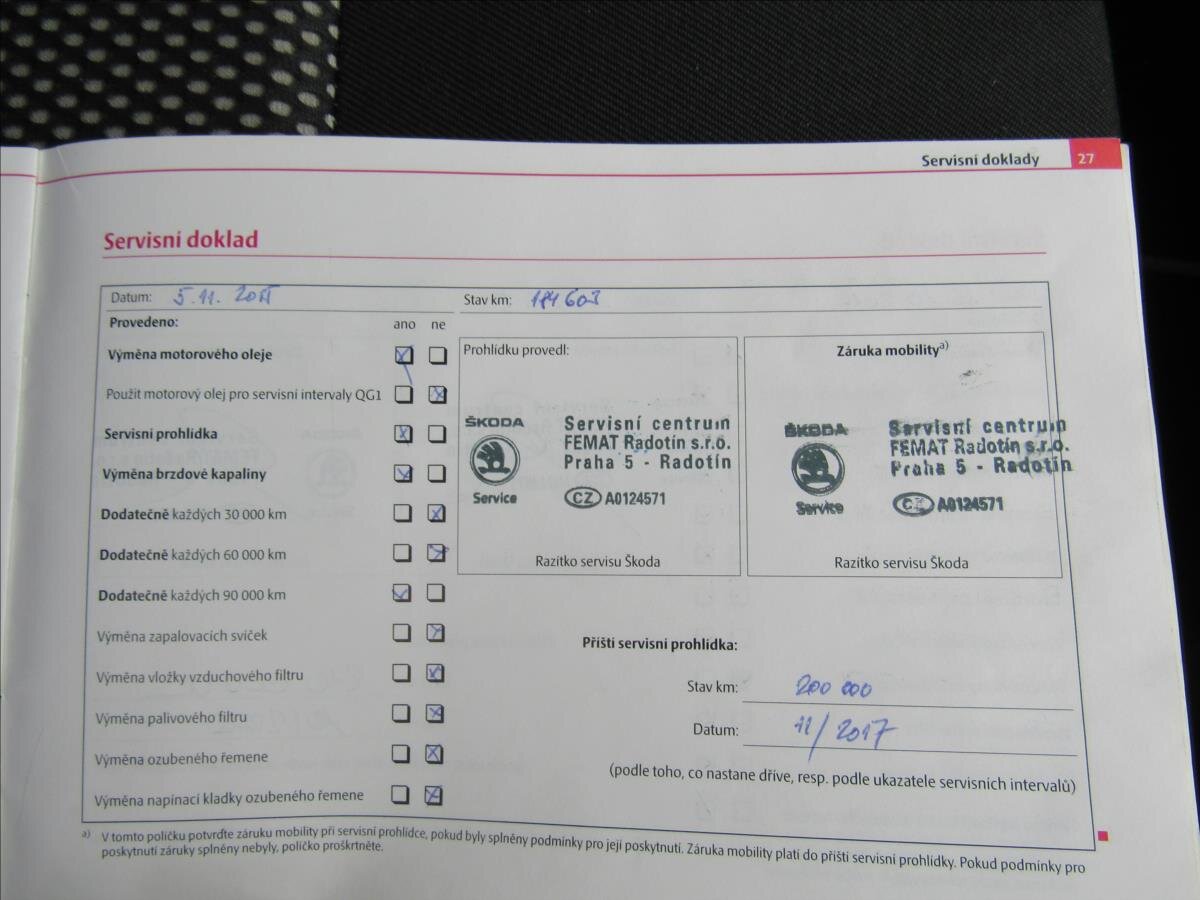 Servisní doklady 27
Servisní doklad
Datum: 5.11. Stav km: 184 603
Provedeno: ano ne
Výměna motorového oleje
Použit motorový olej pro servisní intervaly QG1
Servisní prohlídka
Výměna brzdové kapaliny
Dodatečně každých 30 000 km
Dodatečně každých 60 000 km
Dodatečně každých 90 000 km
Výměna zapalovacích svíček
Výměna vložky vzduchového filtru
Výměna palivového filtru
Výměna ozubeného řemene
Výměna napínací kladky ozubeného řemene
Prohlídku provedl:
ŠKODA
Service
Servisní centrum
FEMAT Radotín s.r.o.
Praha 5 - Radotín
CZ A0124571
Razítko servisu Škoda
Záruka mobility a)
ŠKODA
Service
Servisní centrum
FEMAT Radotín s.r.o.
Praha 5 - Radotín
CZ A0124571
Razítko servisu Škoda
Příští servisní prohlídka:
Stav km: 200 000
Datum: 11/2017
(podle toho, co nastane dříve, resp. podle ukazatele servisních intervalů)
a) V tomto políčku potvrďte záruku mobility při servisní prohlídce, pokud byly splněny podmínky pro její poskytnutí. Záruka mobility platí do příští servisní prohlídky. Pokud podmínky pro
poskytnutí záruky splněny nebyly, políčko proškrtněte.